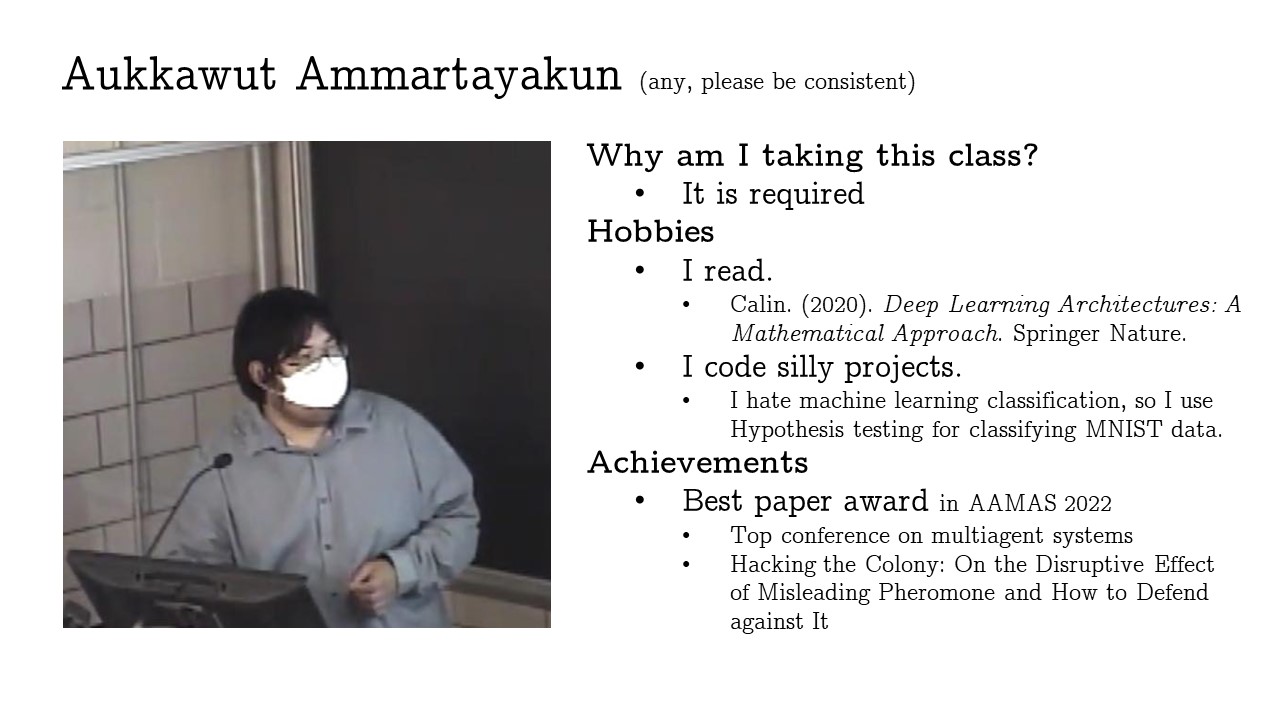 Aukkawut Ammartayakun (any, please be consistent)
Why am I taking this class?
• It is required
Hobbies
• I read.
• Calin. (2020). Deep Learning Architectures: A
Mathematical Approach. Springer Nature.
• I code silly projects.
• I hate machine learning classification, so I use
Hypothesis testing for classifying MNIST data.
Achievements
• Best paper award in AAMAS 2022
• Top conference on multiagent systems
• Hacking the Colony: On the Disruptive Effect
of Misleading Pheromone and How to Defend
against It